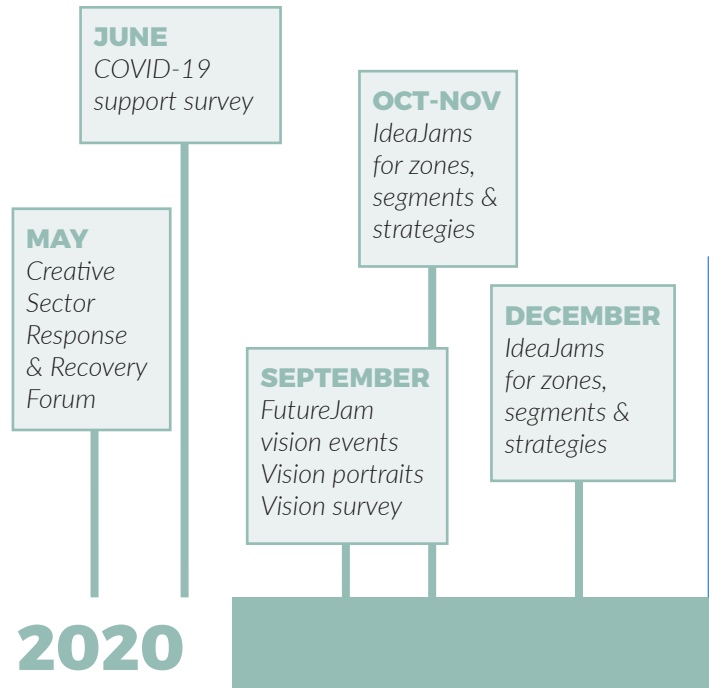 JUNE
COVID-19
support survey
OCT-NOV
IdeaJams
for zones,
segments &
strategies
MAY
Creative
Sector
Response
& Recovery
Forum
DECEMBER
IdeaJams
for zones,
segments &
strategies
SEPTEMBER
FutureJam
vision events
Vision portraits
Vision survey
2020